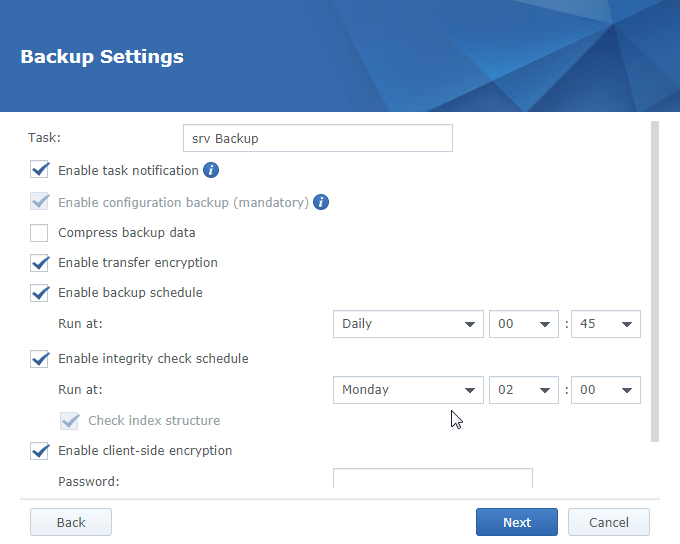 Backup Settings
Task: srv Backup
Enable task notification i
Enable configuration backup (mandatory) i
Compress backup data
Enable transfer encryption
Enable backup schedule
Run at: Daily 00 : 45
Enable integrity check schedule
Run at: Monday 02 : 00
Check index structure
Enable client-side encryption
Password:
Back Next Cancel